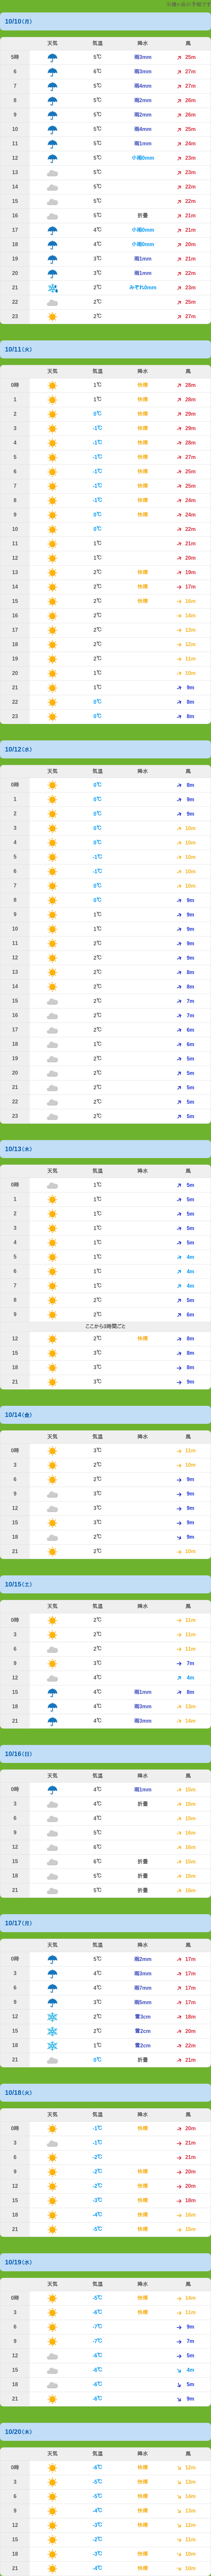 10/10(月)
天気 気温 降水 風
5時 5℃ 雨3mm 25m
6 6℃ 雨3mm 27m
7 5℃ 雨4mm 27m
8 5℃ 雨2mm 26m
9 5℃ 雨2mm 26m
10 5℃ 雨4mm 25m
11 5℃ 雨1mm 24m
12 5℃ 小雨0mm 23m
13 5℃ 23m
14 5℃ 22m
15 5℃ 22m
16 5℃ 折畳 21m
17 4℃ 小雨0mm 21m
18 4℃ 小雨0mm 20m
19 3℃ 雨1mm 21m
20 3℃ 雨1mm 22m
21 2℃ みぞれ0mm 23m
22 2℃ 25m
23 2℃ 27m
10/11(火)
天気 気温 降水 風
0時 1℃ 快晴 28m
1 1℃ 快晴 28m
2 0℃ 快晴 29m
3 -1℃ 快晴 29m
4 -1℃ 快晴 28m
5 -1℃ 快晴 27m
6 -1℃ 快晴 25m
7 -1℃ 快晴 25m
8 -1℃ 快晴 24m
9 0℃ 快晴 24m
10 0℃ 22m
11 1℃ 21m
12 1℃ 20m
13 2℃ 快晴 19m
14 2℃ 快晴 17m
15 2℃ 快晴 16m
16 2℃ 14m
17 2℃ 13m
18 2℃ 12m
19 2℃ 11m
20 1℃ 10m
21 1℃ 9m
22 0℃ 8m
23 0℃ 8m
10/12(水)
天気 気温 降水 風
0時 0℃ 8m
1 0℃ 9m
2 0℃ 9m
3 0℃ 10m
4 0℃ 10m
5 -1℃ 10m
6 -1℃ 10m
7 0℃ 10m
8 0℃ 9m
9 1℃ 9m
10 1℃ 9m
11 2℃ 9m
12 2℃ 9m
13 2℃ 8m
14 2℃ 8m
15 2℃ 7m
16 2℃ 7m
17 2℃ 6m
18 1℃ 6m
19 2℃ 5m
20 2℃ 5m
21 2℃ 5m
22 2℃ 5m
23 2℃ 5m
10/13(木)
天気 気温 降水 風
0時 1℃ 5m
1 1℃ 5m
2 1℃ 5m
3 1℃ 5m
4 1℃ 5m
5 1℃ 4m
6 1℃ 4m
7 1℃ 4m
8 2℃ 5m
9 2℃ 6m
ここから3時間ごと
12 2℃ 快晴 8m
15 3℃ 8m
18 3℃ 8m
21 3℃ 9m
10/14(金)
天気 気温 降水 風
0時 3℃ 11m
3 2℃ 10m
6 2℃ 9m
9 3℃ 9m
12 3℃ 9m
15 3℃ 9m
18 2℃ 9m
21 2℃ 10m
10/15(土)
天気 気温 降水 風
0時 2℃ 11m
3 2℃ 11m
6 2℃ 11m
9 3℃ 7m
12 4℃ 4m
15 4℃ 雨1mm 8m
18 4℃ 雨3mm 13m
21 4℃ 雨3mm 14m
10/16(日)
天気 気温 降水 風
0時 4℃ 雨1mm 15m
3 4℃ 折畳 15m
6 4℃ 15m
9 5℃ 16m
12 6℃ 16m
15 6℃ 折畳 15m
18 5℃ 折畳 15m
21 5℃ 折畳 16m
10/17(月)
天気 気温 降水 風
0時 5℃ 雨2mm 17m
3 4℃ 雨3mm 17m
6 4℃ 雨7mm 17m
9 3℃ 雨5mm 17m
12 2℃ 雪3cm 18m
15 2℃ 雪2cm 20m
18 1℃ 雪2cm 22m
21 0℃ 折畳 21m
10/18(火)
天気 気温 降水 風
0時 -1℃ 快晴 20m
3 -1℃ 21m
6 -2℃ 21m
9 -2℃ 快晴 20m
12 -2℃ 快晴 20m
15 -3℃ 快晴 18m
18 -4℃ 快晴 16m
21 -5℃ 快晴 15m
10/19(水)
天気 気温 降水 風
0時 -5℃ 快晴 14m
3 -6℃ 快晴 11m
6 -7℃ 9m
9 -7℃ 7m
12 -6℃ 5m
15 -6℃ 4m
18 -6℃ 5m
21 -6℃ 9m
10/20(木)
天気 気温 降水 風
0時 -6℃ 快晴 12m
3 -5℃ 快晴 13m
6 -5℃ 快晴 14m
9 -4℃ 快晴 13m
12 -3℃ 快晴 12m
15 -2℃ 11m
18 -3℃ 快晴 10m
21 -4℃ 快晴 10m